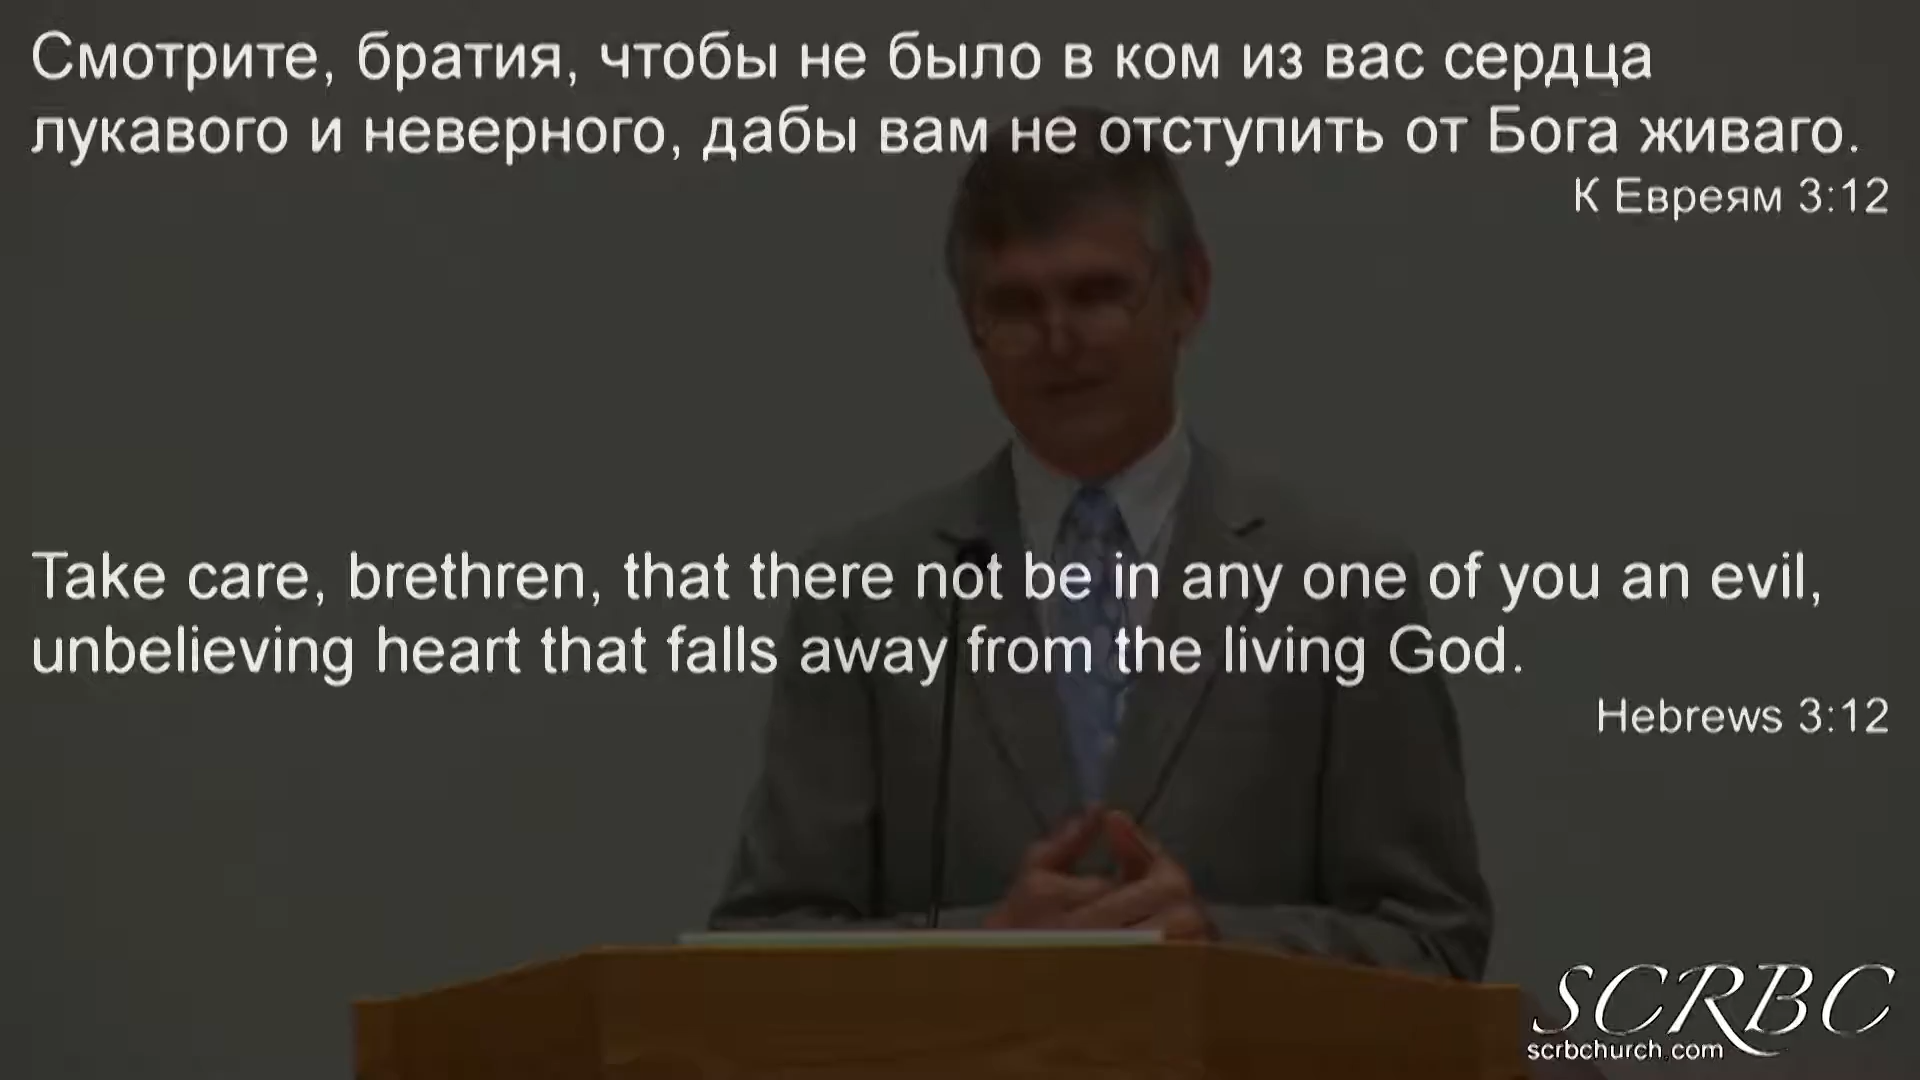 Смотрите, братия, чтобы не было в ком из вас сердца
лукавого и неверного, дабы вам не отступить от Бога живаго.
К Евреям 3:12
Take care, brethren, that there not be in any one of you an evil,
unbelieving heart that falls away from the living God.
Hebrews 3:12
SCRBC
scrbchurch.com